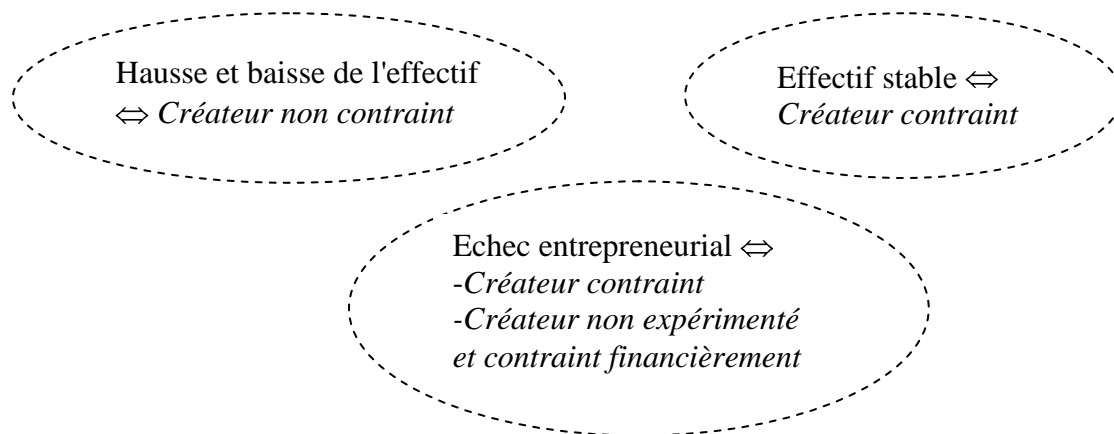 Hausse et baisse de l'effectif
⇔ Créateur non contraint
Effectif stable ⇔
Créateur contraint
Echec entrepreneurial ⇔
-Créateur contraint
-Créateur non expérimenté
et contraint financièrement